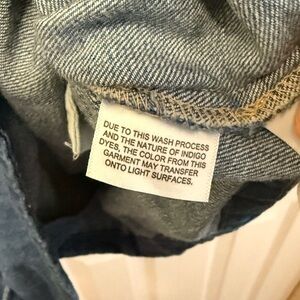 DUE TO THIS WASH PROCESS
AND THE NATURE OF INDIGO
DYES, THE COLOR FROM THIS
GARMENT MAY TRANSFER
ONTO LIGHT SURFACES.